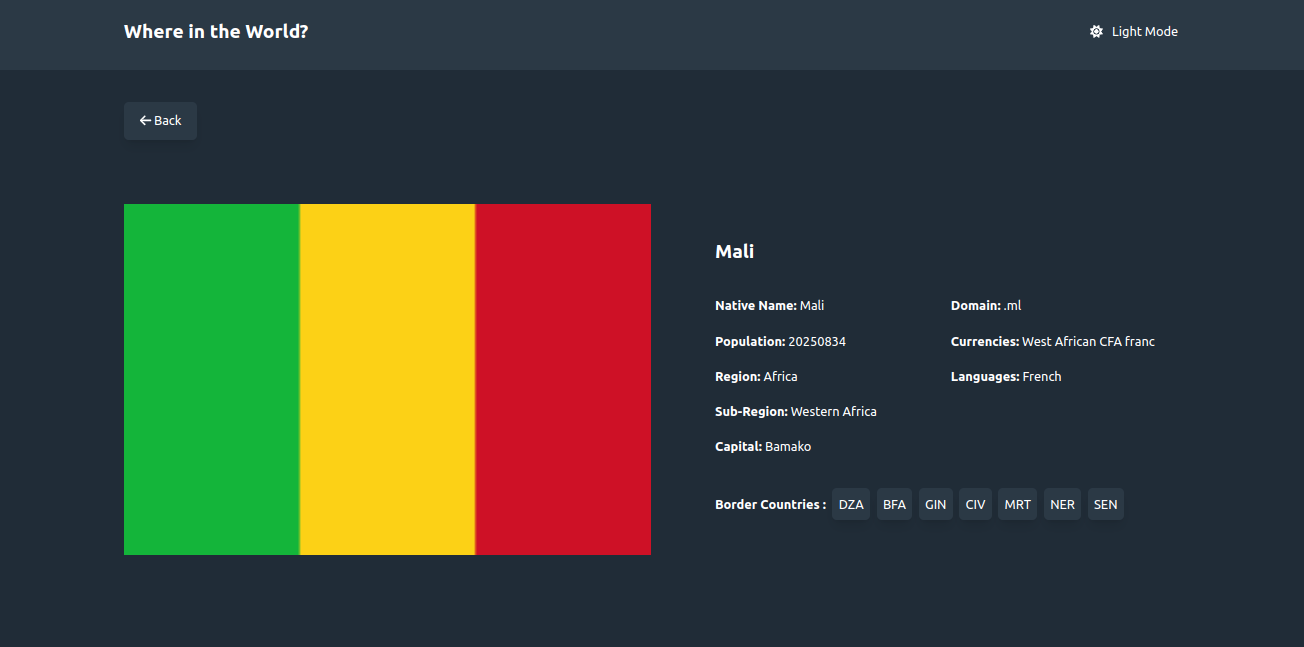 Where in the World?
Light Mode
Back
Mali
Native Name: Mali
Population: 20250834
Region: Africa
Sub-Region: Western Africa
Capital: Bamako
Domain: .ml
Currencies: West African CFA franc
Languages: French
Border Countries : DZA BFA GIN CIV MRT NER SEN